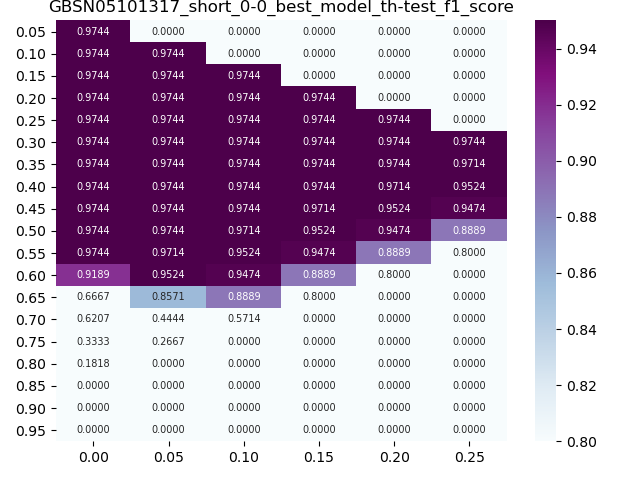 GBSN05101317_short_0-0_best_model_th-test_f1_score
0.05 0.9744 0.0000 0.0000 0.0000 0.0000 0.0000
0.10 0.9744 0.9744 0.0000 0.0000 0.0000 0.0000
0.15 0.9744 0.9744 0.9744 0.0000 0.0000 0.0000
0.20 0.9744 0.9744 0.9744 0.9744 0.0000 0.0000
0.25 0.9744 0.9744 0.9744 0.9744 0.9744 0.0000
0.30 0.9744 0.9744 0.9744 0.9744 0.9744 0.9744
0.35 0.9744 0.9744 0.9744 0.9744 0.9744 0.9714
0.40 0.9744 0.9744 0.9744 0.9744 0.9714 0.9524
0.45 0.9744 0.9744 0.9744 0.9714 0.9524 0.9474
0.50 0.9744 0.9744 0.9714 0.9524 0.9474 0.8889
0.55 0.9744 0.9714 0.9524 0.9474 0.8889 0.8000
0.60 0.9189 0.9524 0.9474 0.8889 0.8000 0.0000
0.65 0.6667 0.8571 0.8889 0.8000 0.0000 0.0000
0.70 0.6207 0.4444 0.5714 0.0000 0.0000 0.0000
0.75 0.3333 0.2667 0.0000 0.0000 0.0000 0.0000
0.80 0.1818 0.0000 0.0000 0.0000 0.0000 0.0000
0.85 0.0000 0.0000 0.0000 0.0000 0.0000 0.0000
0.90 0.0000 0.0000 0.0000 0.0000 0.0000 0.0000
0.95 0.0000 0.0000 0.0000 0.0000 0.0000 0.0000
0.00 0.05 0.10 0.15 0.20 0.25
0.94
0.92
0.90
0.88
0.86
0.84
0.82
0.80